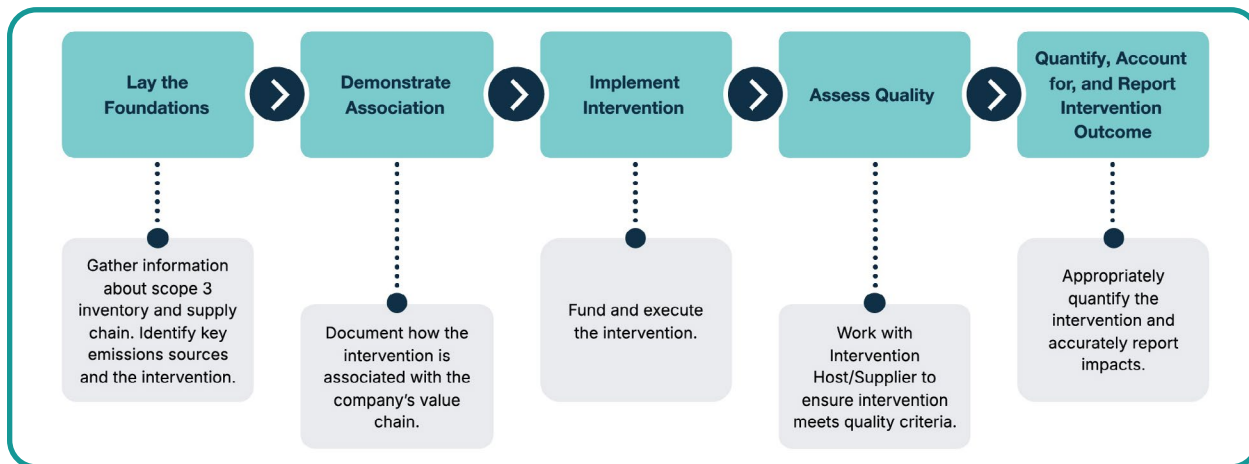 Lay the
Foundations
Demonstrate
Association
Implement
Intervention
Assess Quality
Quantify, Account
for, and Report
Intervention
Outcome
Gather information
about scope 3
inventory and supply
chain. Identify key
emissions sources
and the intervention.
Document how the
intervention is
associated with the
company’s value
chain.
Fund and execute
the intervention.
Work with
Intervention
Host/Supplier to
ensure intervention
meets quality criteria.
Appropriately
quantify the
intervention and
accurately report
impacts.